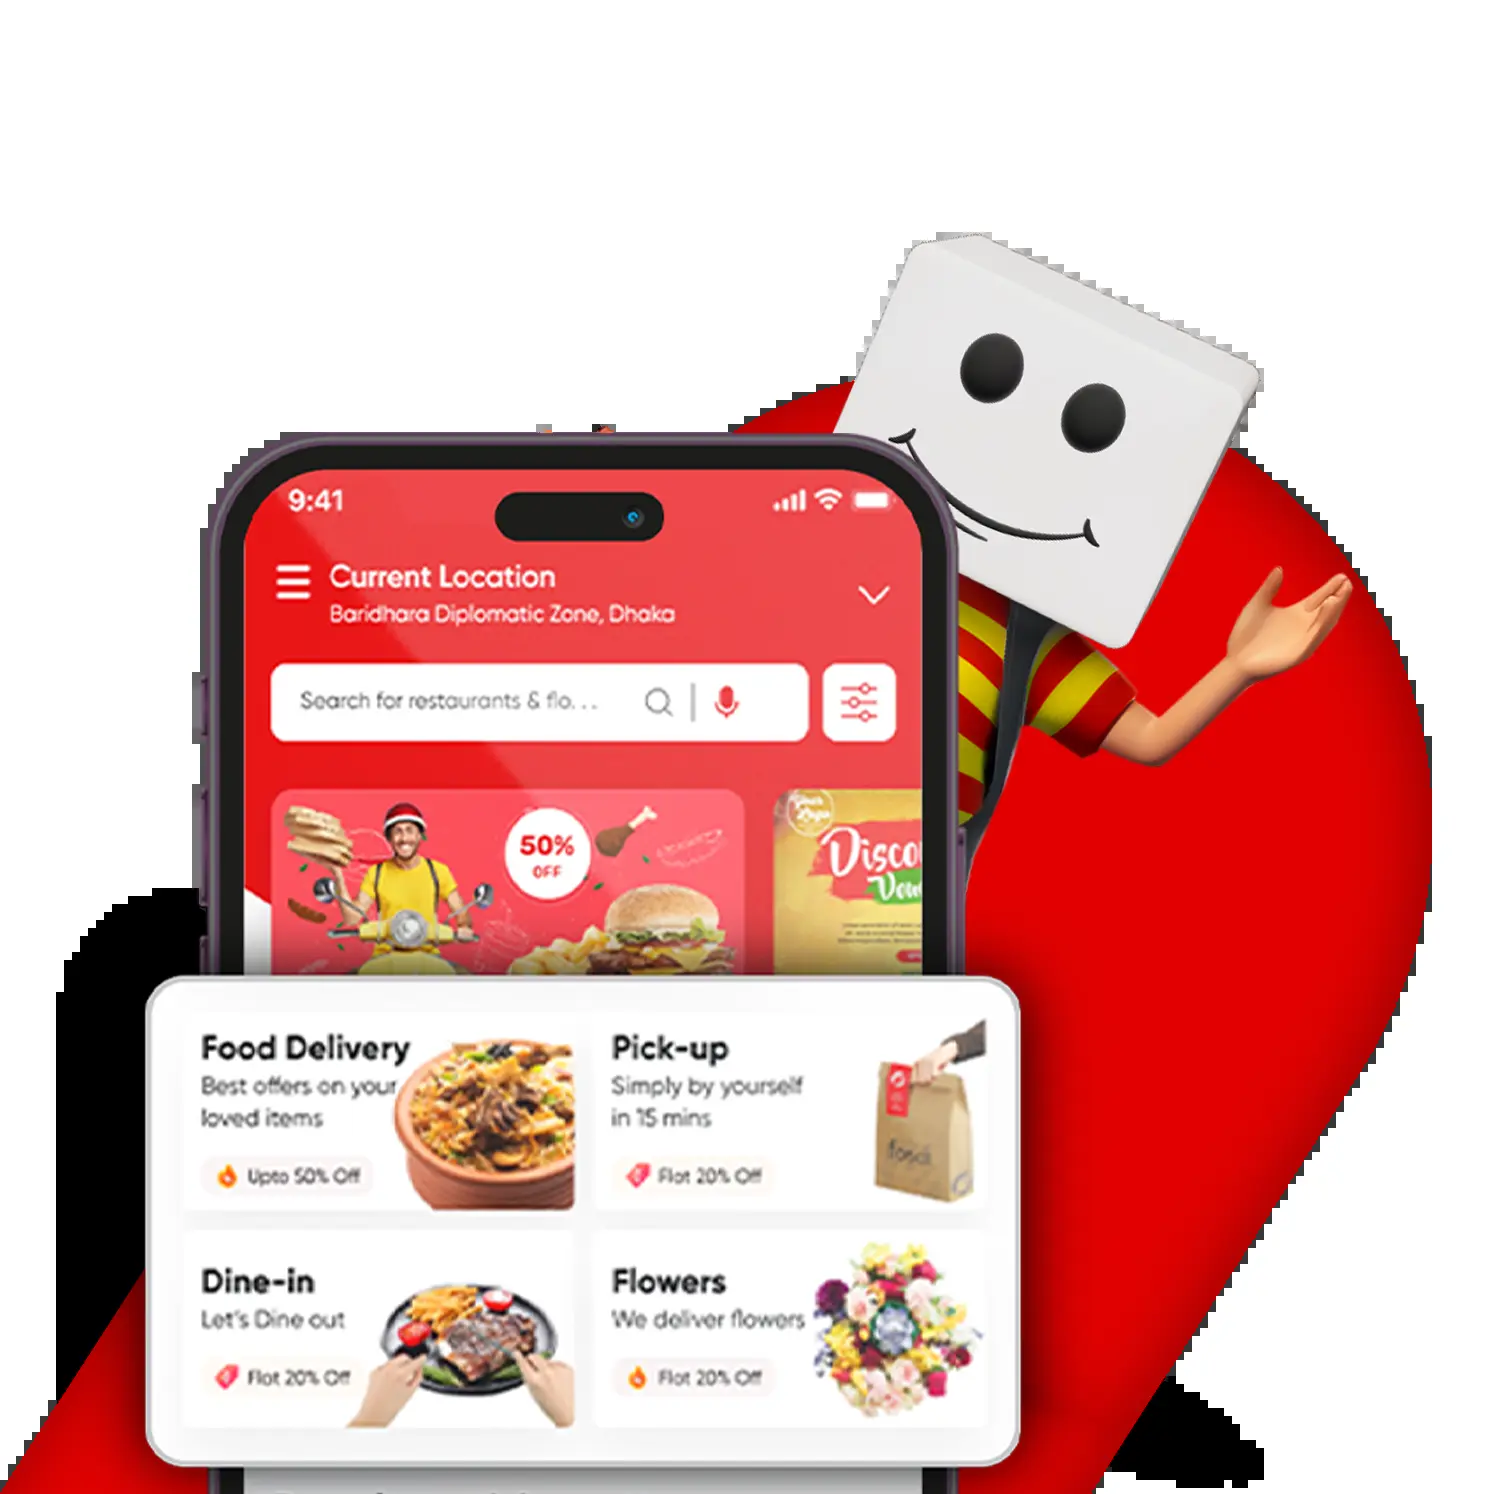 9:41
Current Location
Baridhara Diplomatic Zone, Dhaka
Search for restaurants & flo...
50%
OFF
Your
Logo
Disco
Vou
Food Delivery
Best offers on your
loved items
Upto 50% Off
Pick-up
Simply by yourself
in 15 mins
Flat 20% Off
foodi
Dine-in
Let's Dine out
Flat 20% Off
Flowers
We deliver flowers
Flat 20% Off